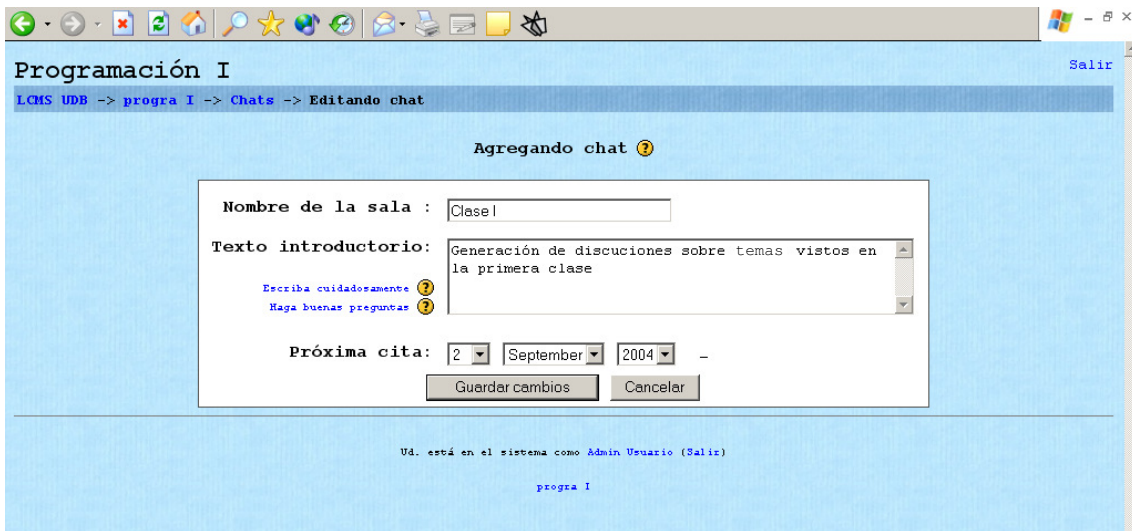 Programación I
Salir
LCMS UDB -> progra I -> Chats -> Editando chat
Agregando chat ?
Nombre de la sala : Clase I
Texto introductorio: Generación de discuciones sobre temas vistos en
la primera clase
Escriba cuidadosamente ?
Haga buenas preguntas ?
Próxima cita: 2 September 2004 –
Guardar cambios Cancelar
Ud. está en el sistema como Admin Usuario (Salir)
progra I